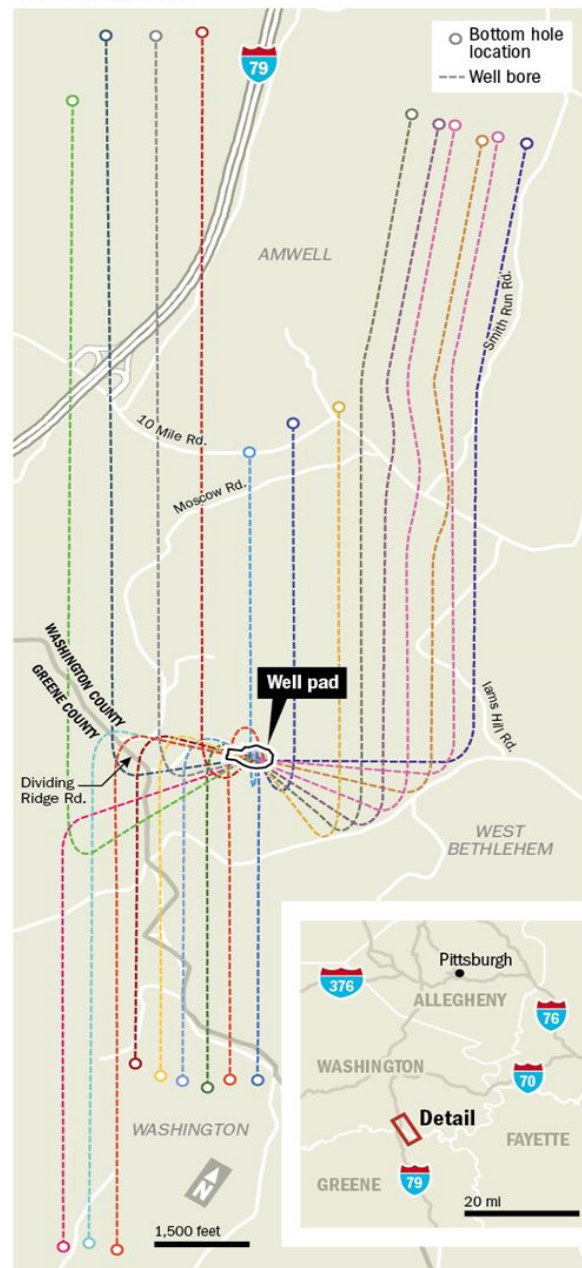 79
Bottom hole
location
Well bore
AMWELL
Smith Run Rd.
10 Mile Rd.
Moscow Rd.
WASHINGTON COUNTY
GREENE COUNTY
Well pad
Iams Hill Rd.
Dividing
Ridge Rd.
WEST
BETHLEHEM
WASHINGTON
N
1,500 feet
Pittsburgh
376
ALLEGHENY
76
WASHINGTON
70
Detail
FAYETTE
GREENE
79
20 mi